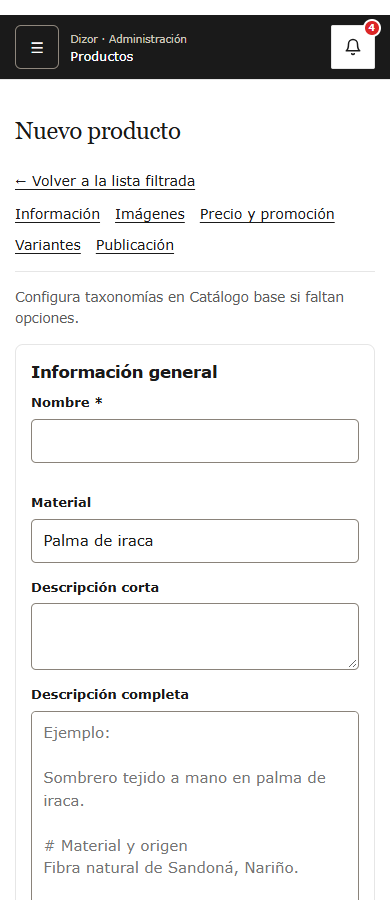 ☰
Dizor · Administración
Productos
4
Nuevo producto
← Volver a la lista filtrada
Información Imágenes Precio y promoción
Variantes Publicación
Configura taxonomías en Catálogo base si faltan
opciones.
Información general
Nombre *
Material
Palma de iraca
Descripción corta
Descripción completa
Ejemplo:
Sombrero tejido a mano en palma de
iraca.
# Material y origen
Fibra natural de Sandoná, Nariño.